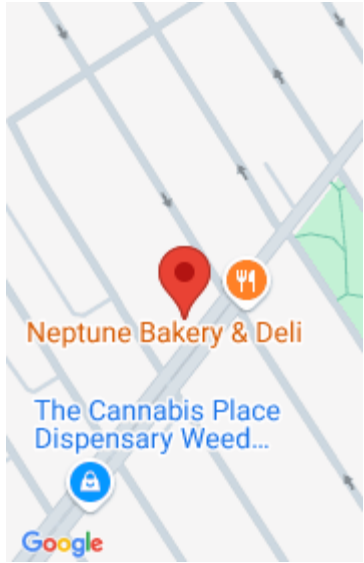 Neptune Bakery & Deli
The Cannabis Place
Dispensary Weed...
Google